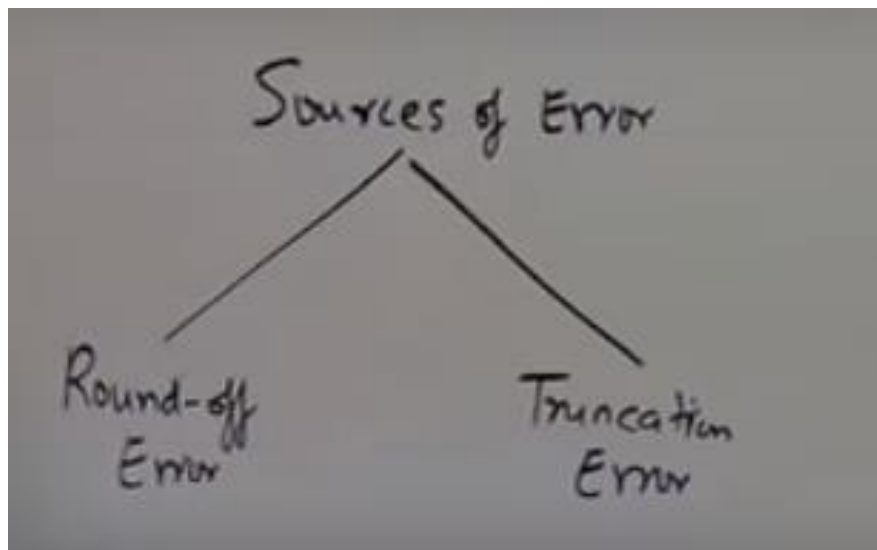 Sources of Error
Round-off
Error
Truncation
Error